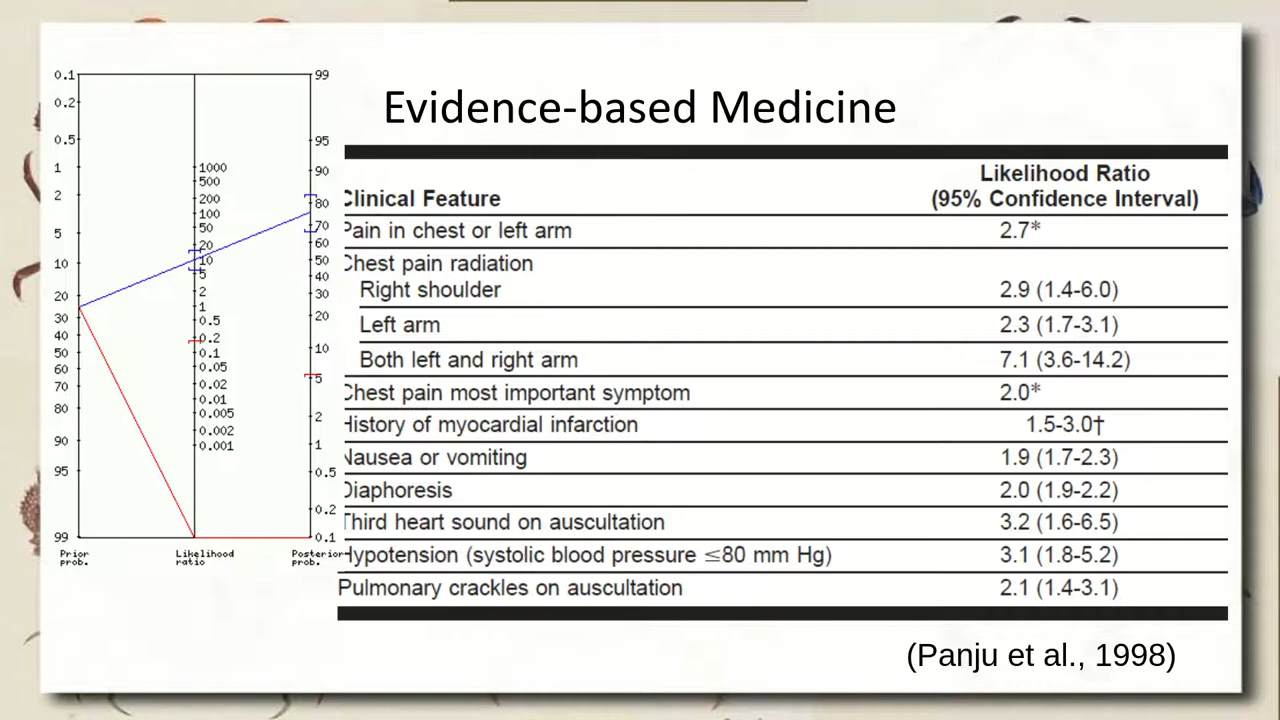 Evidence-based Medicine
0.1
0.2
0.5
1
2
5
10
20
30
40
50
60
70
80
90
95
99
Prior
prob.
1000
500
200
100
50
20
10
5
2
1
0.5
0.2
0.1
0.05
0.02
0.01
0.005
0.002
0.001
Likelihood
ratio
99
95
90
80
70
60
50
40
30
20
10
5
2
1
0.5
0.2
0.1
Posterior
prob.
Likelihood Ratio
Clinical Feature (95% Confidence Interval)
Pain in chest or left arm 2.7*
Chest pain radiation
Right shoulder 2.9 (1.4-6.0)
Left arm 2.3 (1.7-3.1)
Both left and right arm 7.1 (3.6-14.2)
Chest pain most important symptom 2.0*
History of myocardial infarction 1.5-3.0†
Nausea or vomiting 1.9 (1.7-2.3)
Diaphoresis 2.0 (1.9-2.2)
Third heart sound on auscultation 3.2 (1.6-6.5)
Hypotension (systolic blood pressure ≤80 mm Hg) 3.1 (1.8-5.2)
Pulmonary crackles on auscultation 2.1 (1.4-3.1)
(Panju et al., 1998)